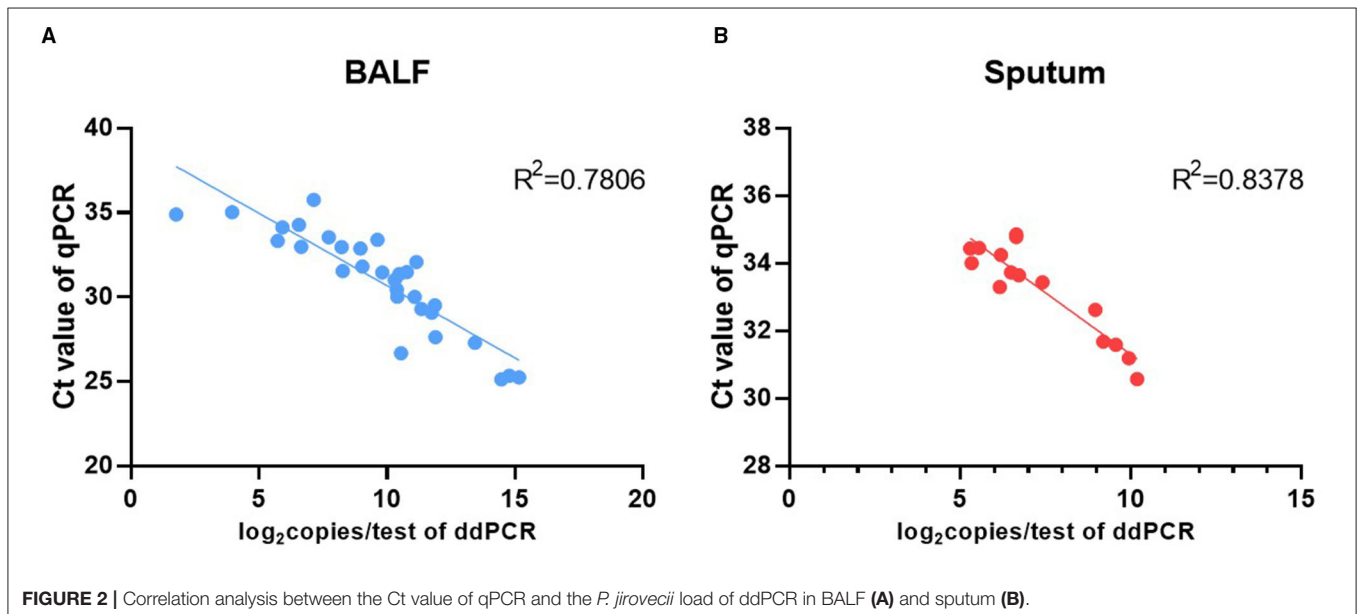 A
BALF
40
35
30
25
20
0 5 10 15 20
Ct value of qPCR
R²=0.7806
log₂copies/test of ddPCR
B
Sputum
38
36
34
32
30
28
0 5 10 15
Ct value of qPCR
R²=0.8378
log₂copies/test of ddPCR
FIGURE 2 | Correlation analysis between the Ct value of qPCR and the P. jirovecii load of ddPCR in BALF (A) and sputum (B).